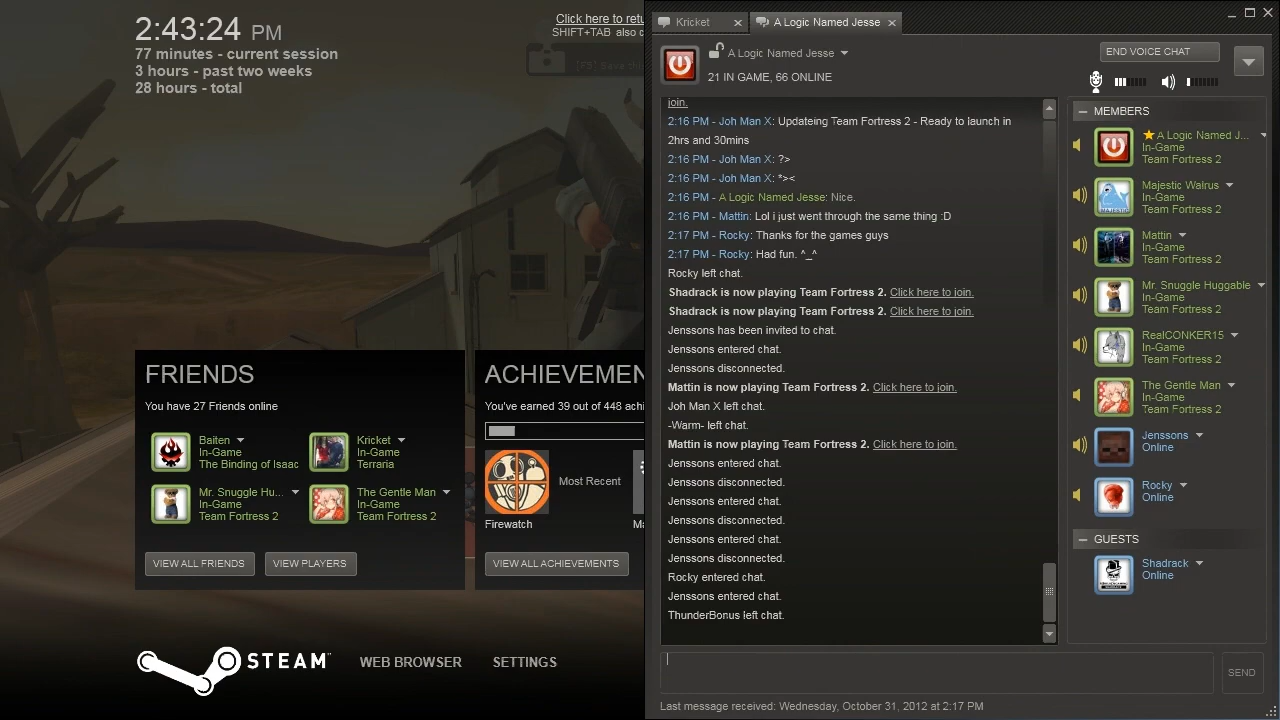 2:43:24 PM
77 minutes - current session
3 hours - past two weeks
28 hours - total
Click here to retu
SHIFT+TAB also c
FRIENDS
You have 27 Friends online
Baiten
In-Game
The Binding of Isaac
Kricket
In-Game
Terraria
Mr. Snuggle Hu...
In-Game
Team Fortress 2
The Gentle Man
In-Game
Team Fortress 2
VIEW ALL FRIENDS
VIEW PLAYERS
ACHIEVEMEN
You've earned 39 out of 448 achi
Most Recent
Firewatch
Ma
VIEW ALL ACHIEVEMENTS
STEAM™
WEB BROWSER
SETTINGS
Kricket
A Logic Named Jesse
A Logic Named Jesse
21 IN GAME, 66 ONLINE
END VOICE CHAT
join.
2:16 PM - Joh Man X: Updateing Team Fortress 2 - Ready to launch in
2hrs and 30mins
2:16 PM - Joh Man X: ?>
2:16 PM - Joh Man X: *><
2:16 PM - A Logic Named Jesse: Nice.
2:16 PM - Mattin: Lol i just went through the same thing :D
2:17 PM - Rocky: Thanks for the games guys
2:17 PM - Rocky: Had fun. ^_^
Rocky left chat.
Shadrack is now playing Team Fortress 2. Click here to join.
Shadrack is now playing Team Fortress 2. Click here to join.
Jenssons has been invited to chat.
Jenssons entered chat.
Jenssons disconnected.
Mattin is now playing Team Fortress 2. Click here to join.
Joh Man X left chat.
-Warm- left chat.
Mattin is now playing Team Fortress 2. Click here to join.
Jenssons entered chat.
Jenssons disconnected.
Jenssons entered chat.
Jenssons disconnected.
Jenssons entered chat.
Jenssons disconnected.
Rocky entered chat.
Jenssons entered chat.
ThunderBonus left chat.
MEMBERS
A Logic Named J...
In-Game
Team Fortress 2
Majestic Walrus
In-Game
Team Fortress 2
Mattin
In-Game
Team Fortress 2
Mr. Snuggle Huggable
In-Game
Team Fortress 2
RealCONKER15
In-Game
Team Fortress 2
The Gentle Man
In-Game
Team Fortress 2
Jenssons
Online
Rocky
Online
GUESTS
Shadrack
Online
SEND
Last message received: Wednesday, October 31, 2012 at 2:17 PM